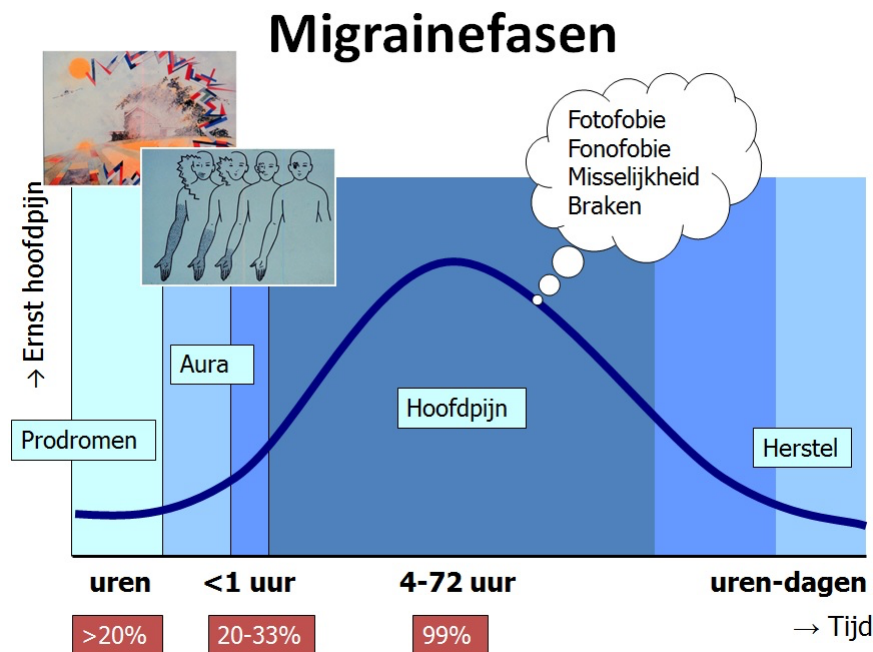 Migrainefasen
Fotofobie
Fonofobie
Misselijkheid
Braken
→ Ernst hoofdpijn
Aura
Hoofdpijn
Prodromen
Herstel
uren
<1 uur
4-72 uur
uren-dagen
>20%
20-33%
99%
→ Tijd